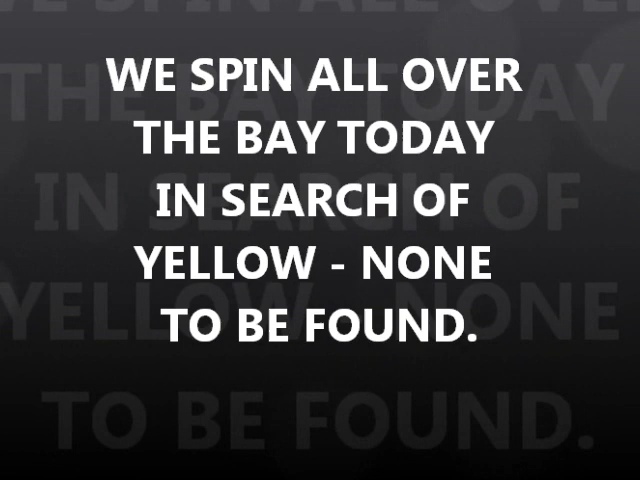 WE SPIN ALL OVER
THE BAY TODAY
IN SEARCH OF
YELLOW - NONE
TO BE FOUND.